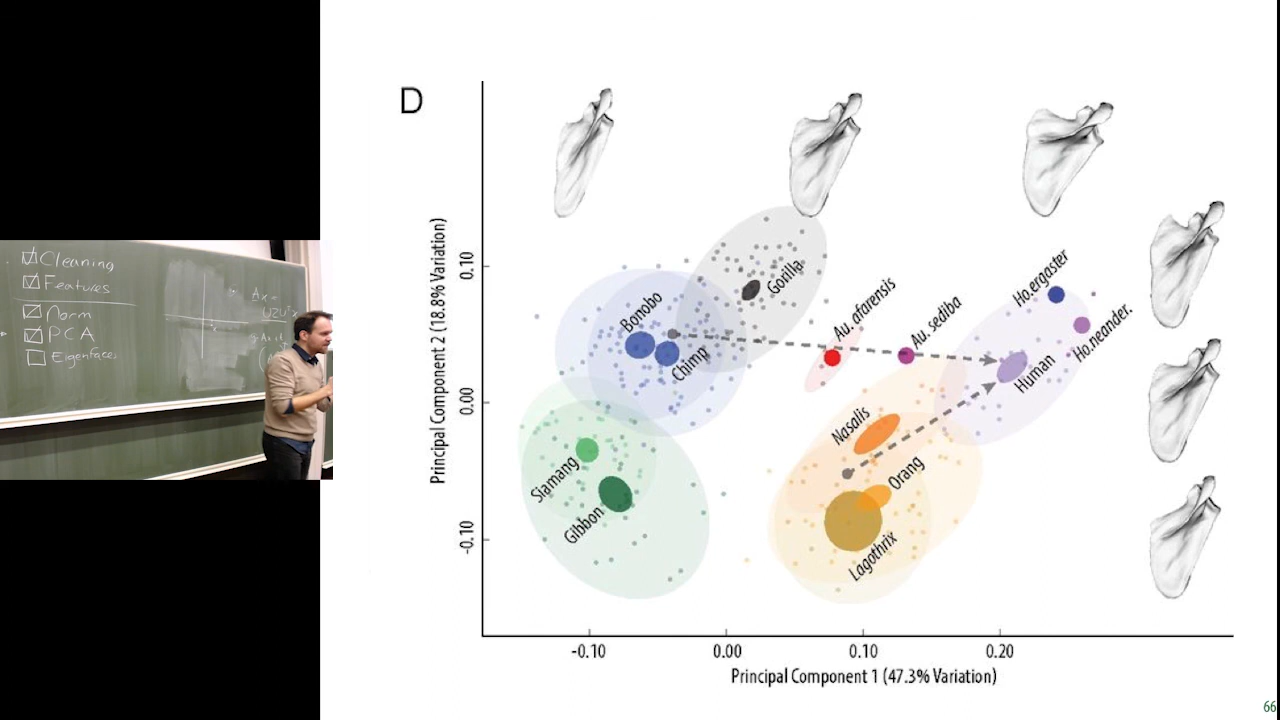 Cleaning
Features
Norm
PCA
Eigenfaces
D
Principal Component 2 (18.8% Variation)
0.10
0.00
-0.10
Bonobo
Chimp
Gorilla
Au. afarensis
Au. sediba
Ho.ergaster
Ho.neander.
Human
Nasalis
Orang
Lagothrix
Siamang
Gibbon
-0.10
0.00
0.10
0.20
Principal Component 1 (47.3% Variation)
66